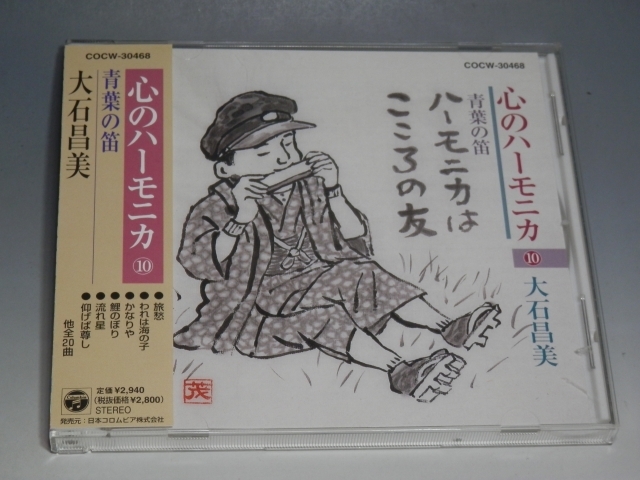 COCW-30468
心のハーモニカ⑩
青葉の笛
大石昌美
●旅愁
●われは海の子
●かなりや
●鯉のぼり
●流れ星
●仰げば尊し
他全20曲
定価¥2,940
(税抜価格¥2,800)
STEREO
発売元:日本コロムビア株式会社
COCW-30468
心のハーモニカ
⑩
大石昌美
青葉の笛
ハーモニカは
こころの友
茂